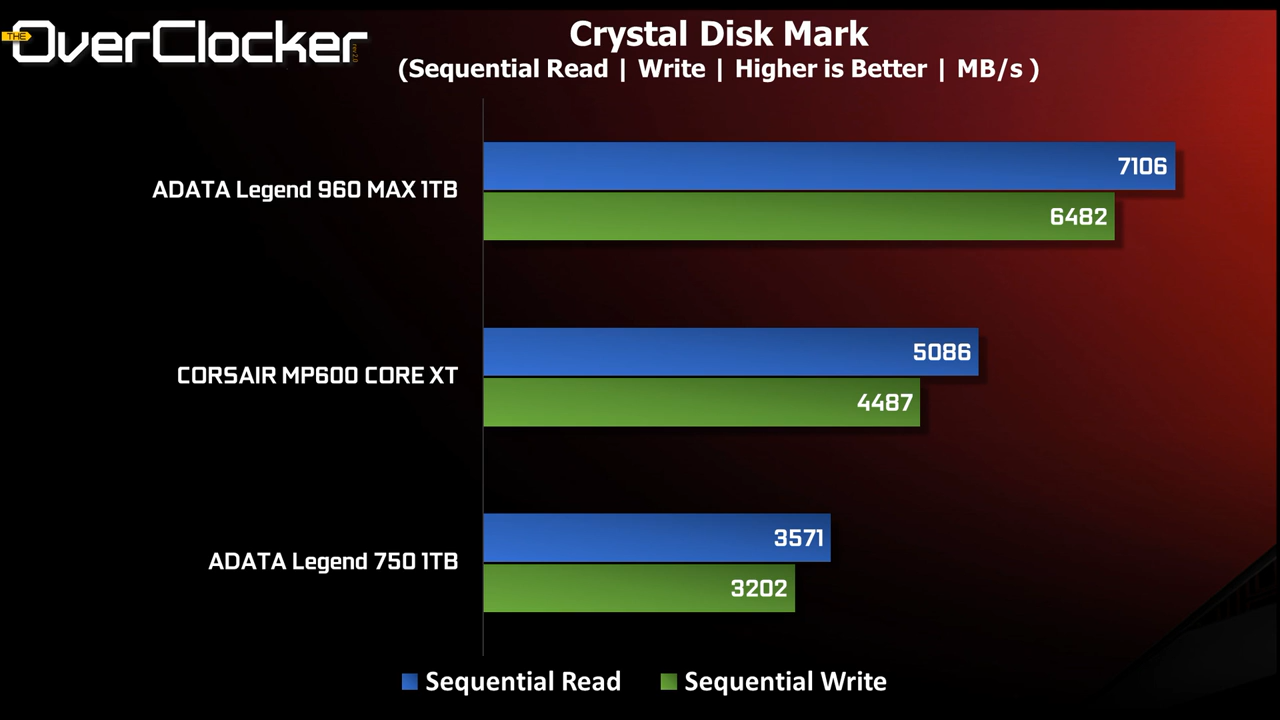 THE
OverClocker
Crystal Disk Mark
(Sequential Read | Write | Higher is Better | MB/s )
ADATA Legend 960 MAX 1TB
7106
6482
CORSAIR MP600 CORE XT
5086
4487
ADATA Legend 750 1TB
3571
3202
Sequential Read
Sequential Write